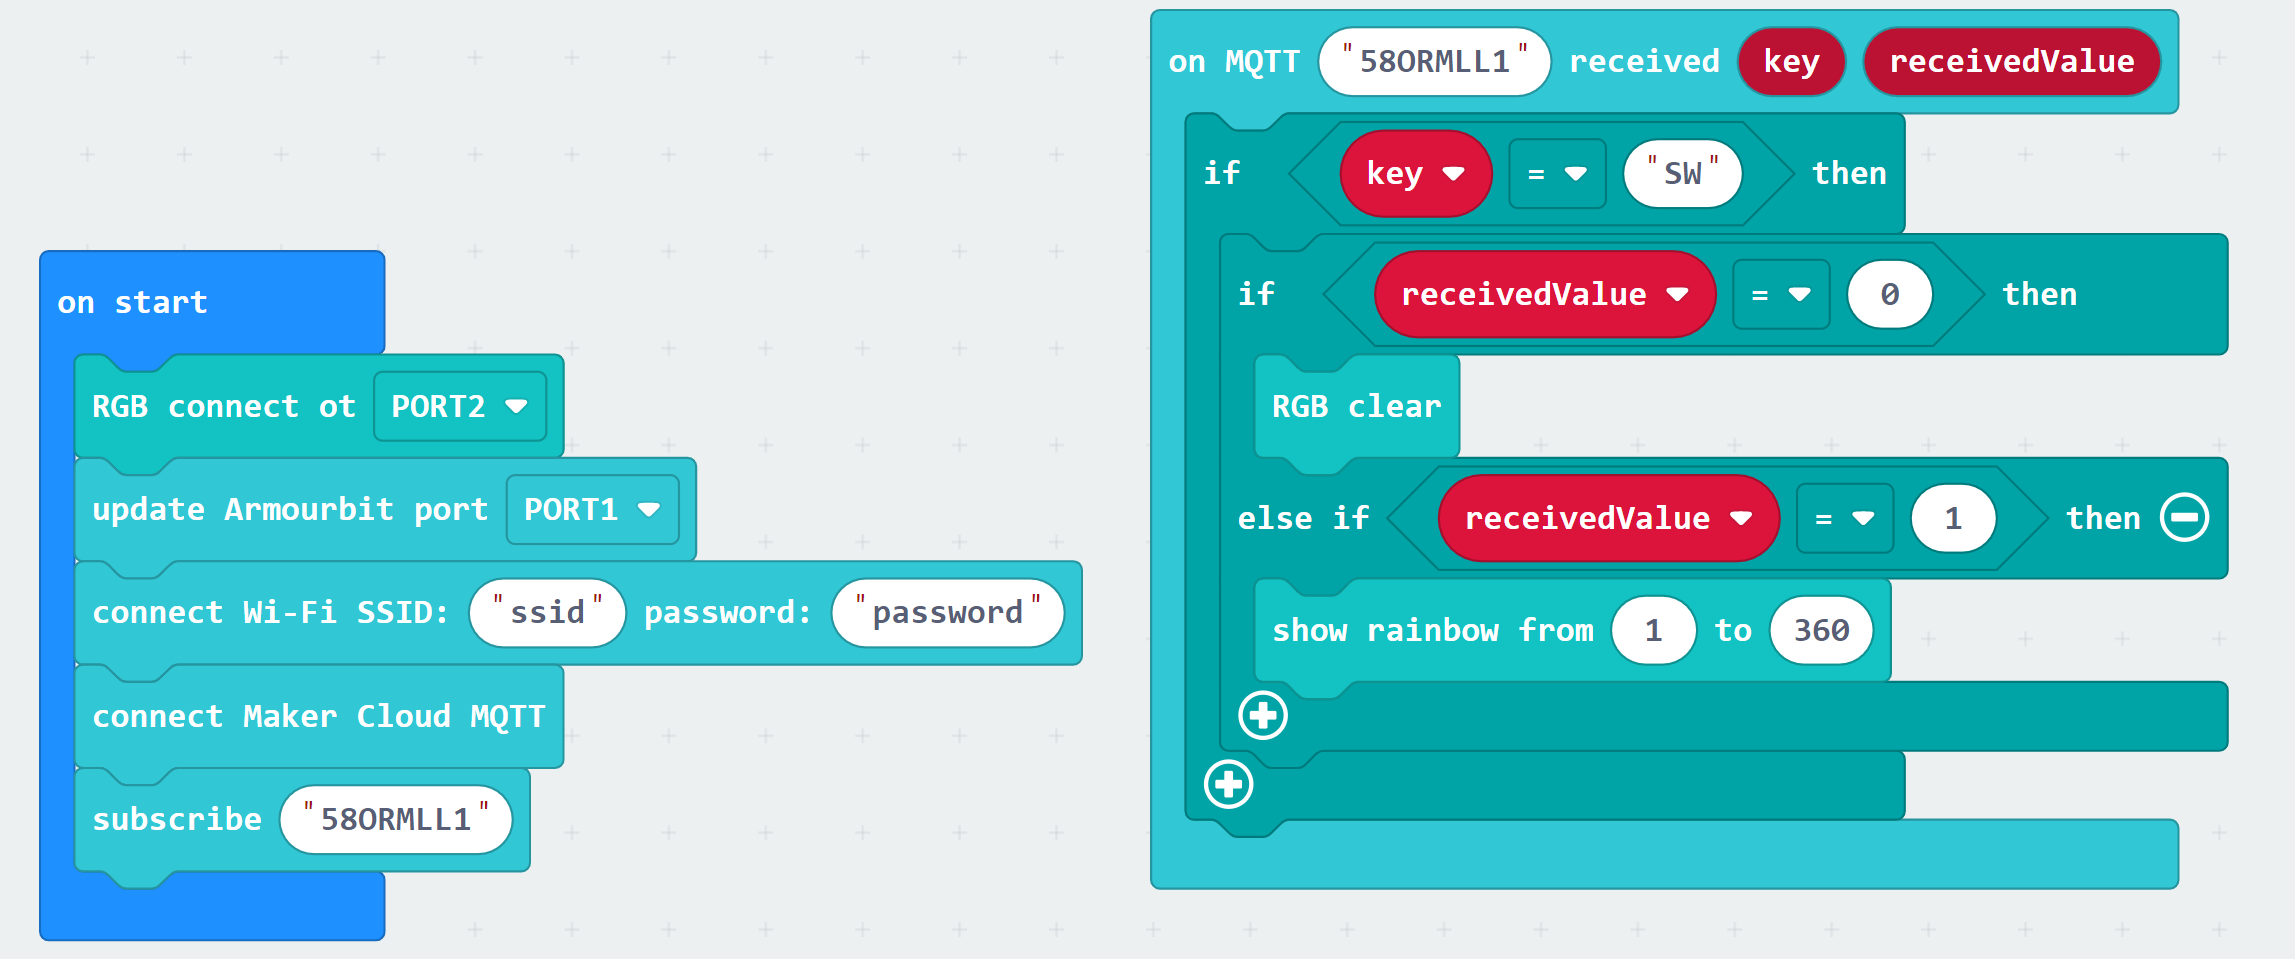 on start
RGB connect ot PORT2
update Armourbit port PORT1
connect Wi-Fi SSID: "ssid" password: "password"
connect Maker Cloud MQTT
subscribe "58ORMLL1"
on MQTT "58ORMLL1" received key receivedValue
if key = "SW" then
if receivedValue = 0 then
RGB clear
else if receivedValue = 1 then
show rainbow from 1 to 360